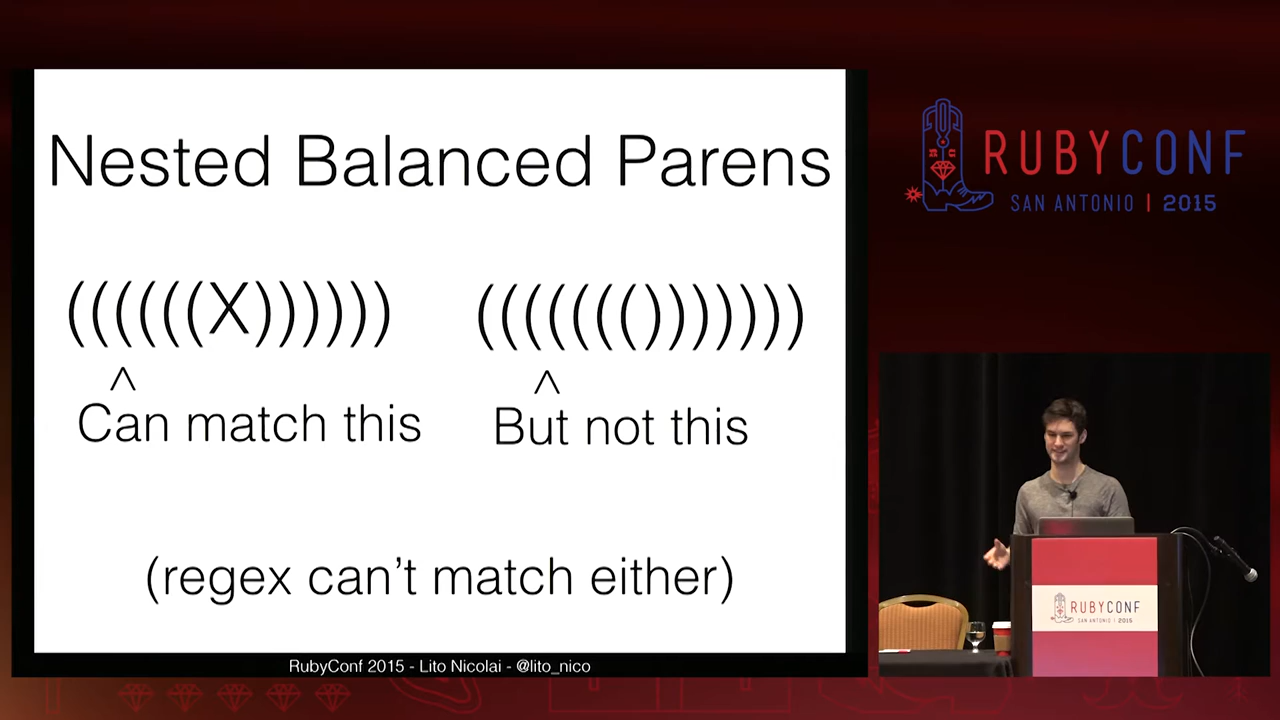 Nested Balanced Parens
((((((X)))))) ((((((()))))))
^ ^
Can match this But not this
(regex can't match either)
RubyConf 2015 - Lito Nicolai - @lito_nico
RUBYCONF
SAN ANTONIO | 2015
RUBYCONF
SAN ANTONIO | 2015